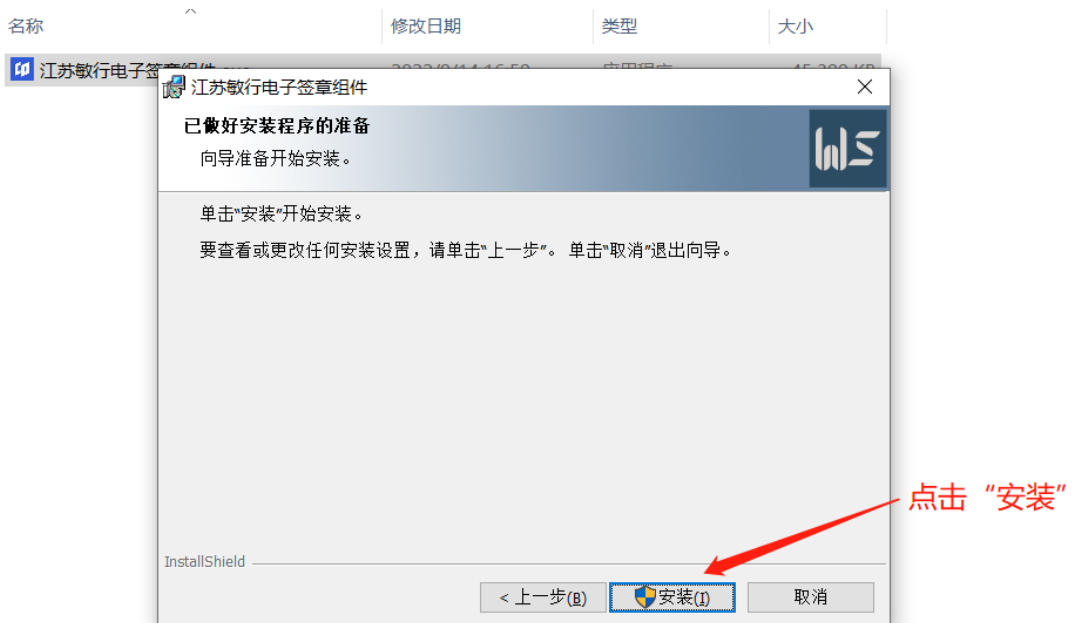 名称 修改日期 类型 大小
江苏敏行电子签章组件.exe
江苏敏行电子签章组件
已做好安装程序的准备
向导准备开始安装。
单击“安装”开始安装。
要查看或更改任何安装设置，请单击“上一步”。 单击“取消”退出向导。
点击“安装”
InstallShield
< 上一步(B) 安装(I) 取消